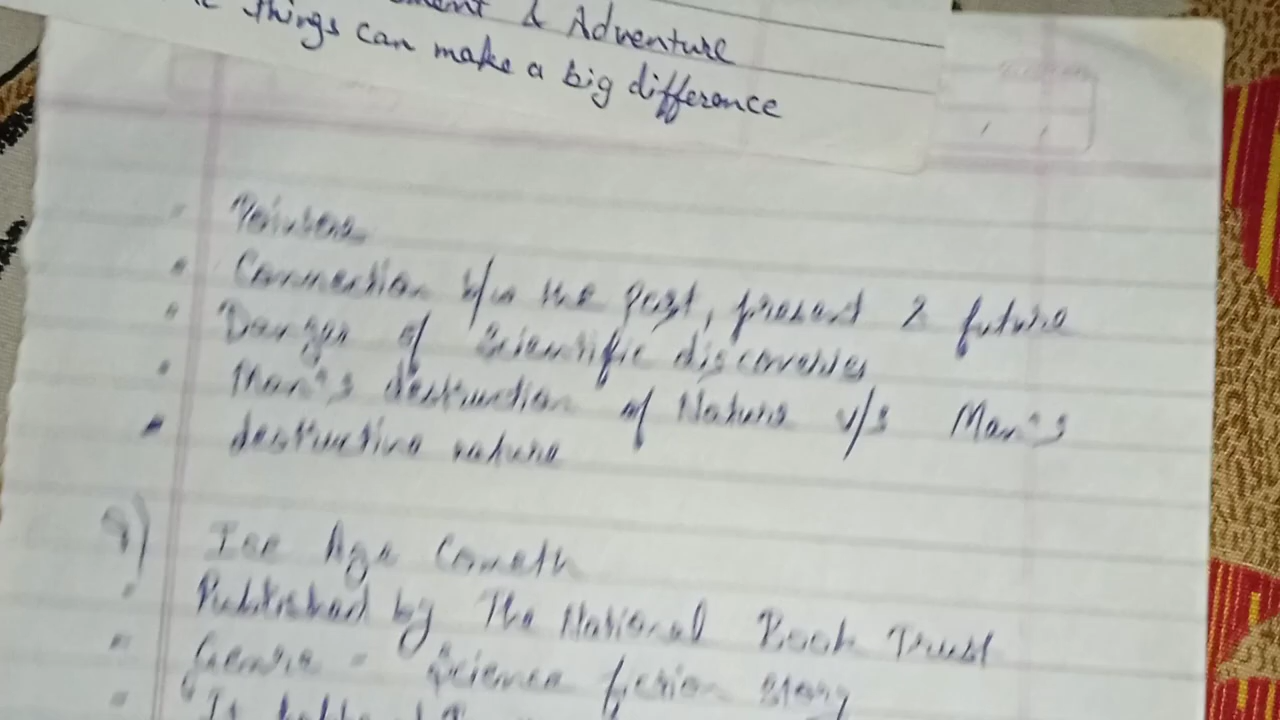 & Adventure
things can make a big difference
Connection b/w the past, present & future
Danger of Scientific discoveries
Man's destruction of Nature v/s Man's
destructive nature
9) Ice Age Cometh
Published by The National Book Trust
Genre - Science fiction story